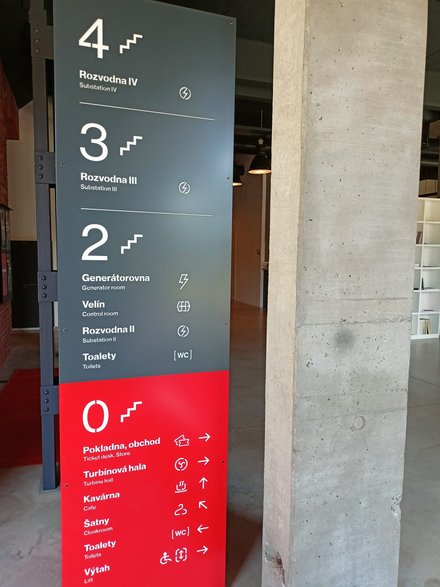 4
Rozvodna IV
Substation IV
3
Rozvodna III
Substation III
2
Generátorovna
Generator room
Velín
Control room
Rozvodna II
Substation II
Toalety
Toilets
[WC]
0
Pokladna, obchod
Ticket desk, Store
Turbínová hala
Turbine hall
Kavárna
Cafe
Šatny
Cloakroom
Toalety
Toilets
[WC]
Výtah
Lift